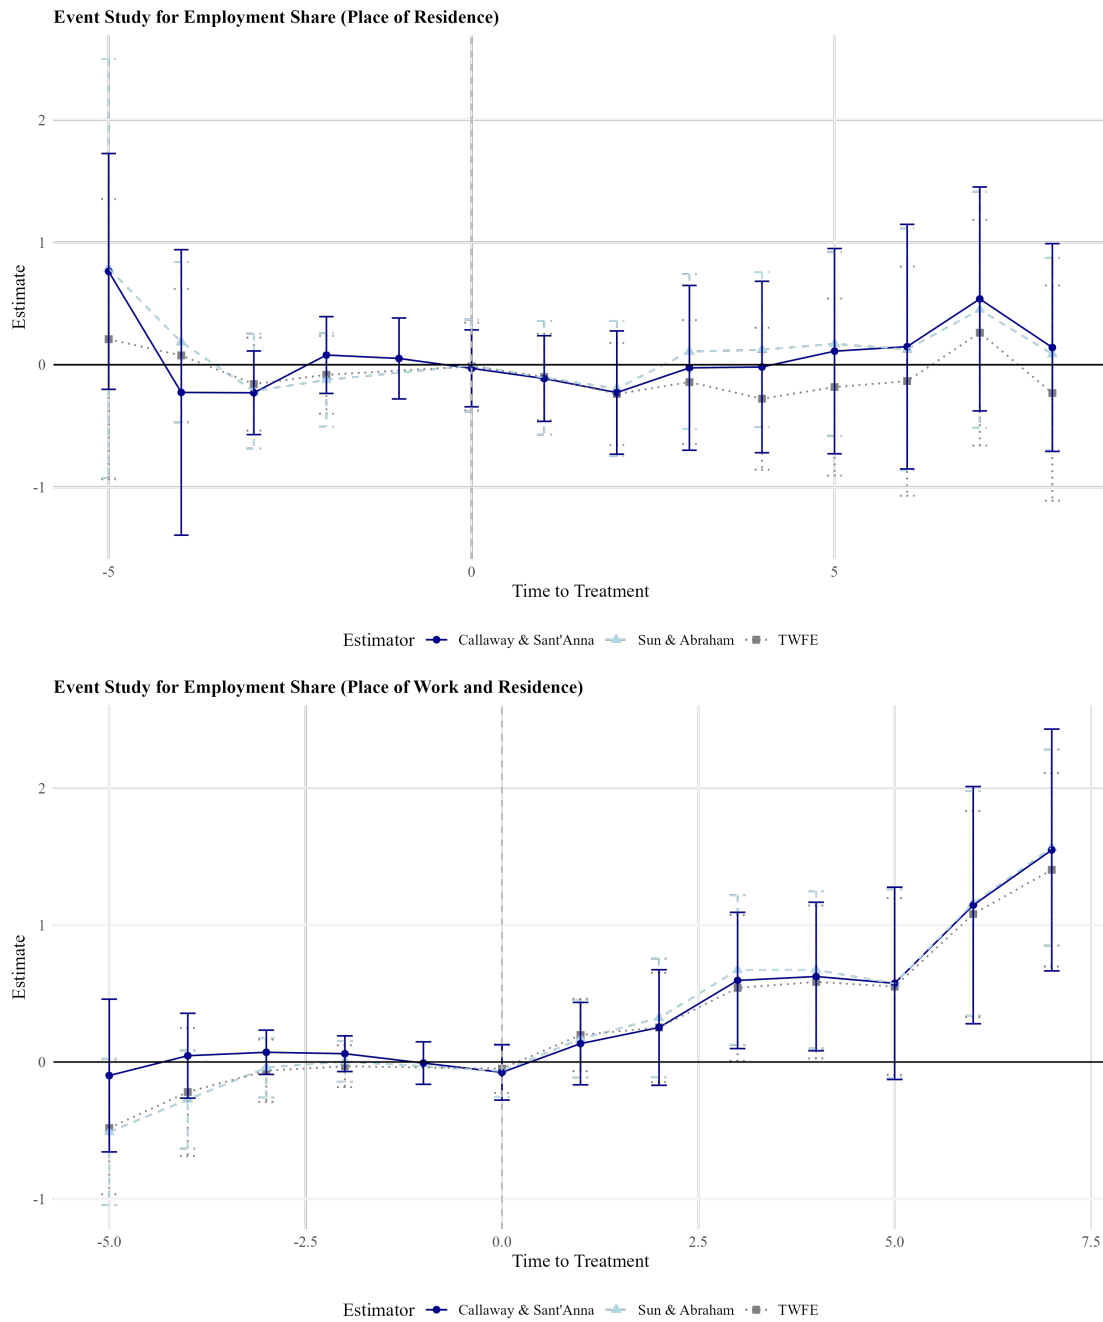 Event Study for Employment Share (Place of Residence)
2
1
0
-1
Estimate
-5
0
5
Time to Treatment
Estimator Callaway & Sant'Anna Sun & Abraham TWFE
Event Study for Employment Share (Place of Work and Residence)
2
1
0
-1
Estimate
-5.0
-2.5
0.0
2.5
5.0
7.5
Time to Treatment
Estimator Callaway & Sant'Anna Sun & Abraham TWFE